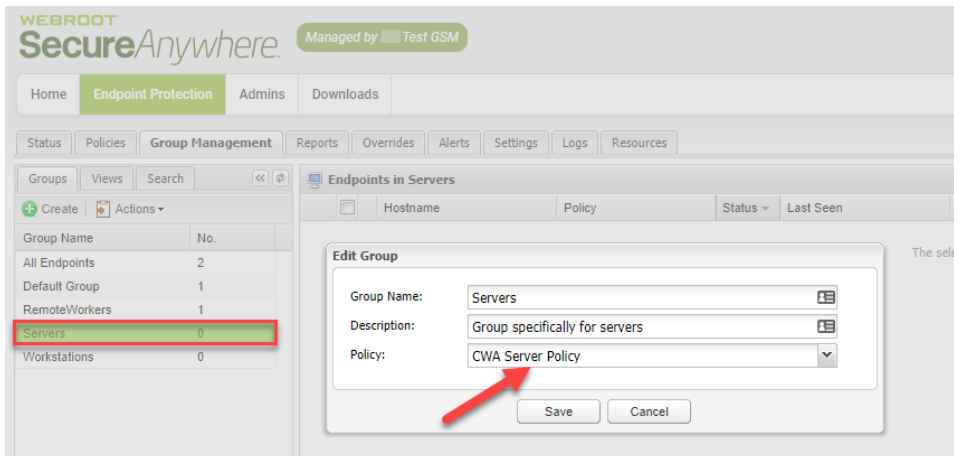 WEBROOT
SecureAnywhere. Managed by Test GSM
Home Endpoint Protection Admins Downloads
Status Policies Group Management Reports Overrides Alerts Settings Logs Resources
Groups Views Search Endpoints in Servers
Create Actions Hostname Policy Status Last Seen
Group Name No.
All Endpoints 2
Default Group 1
RemoteWorkers 1
Servers 0
Workstations 0
Edit Group
Group Name: Servers
Description: Group specifically for servers
Policy: CWA Server Policy
Save Cancel
The sele